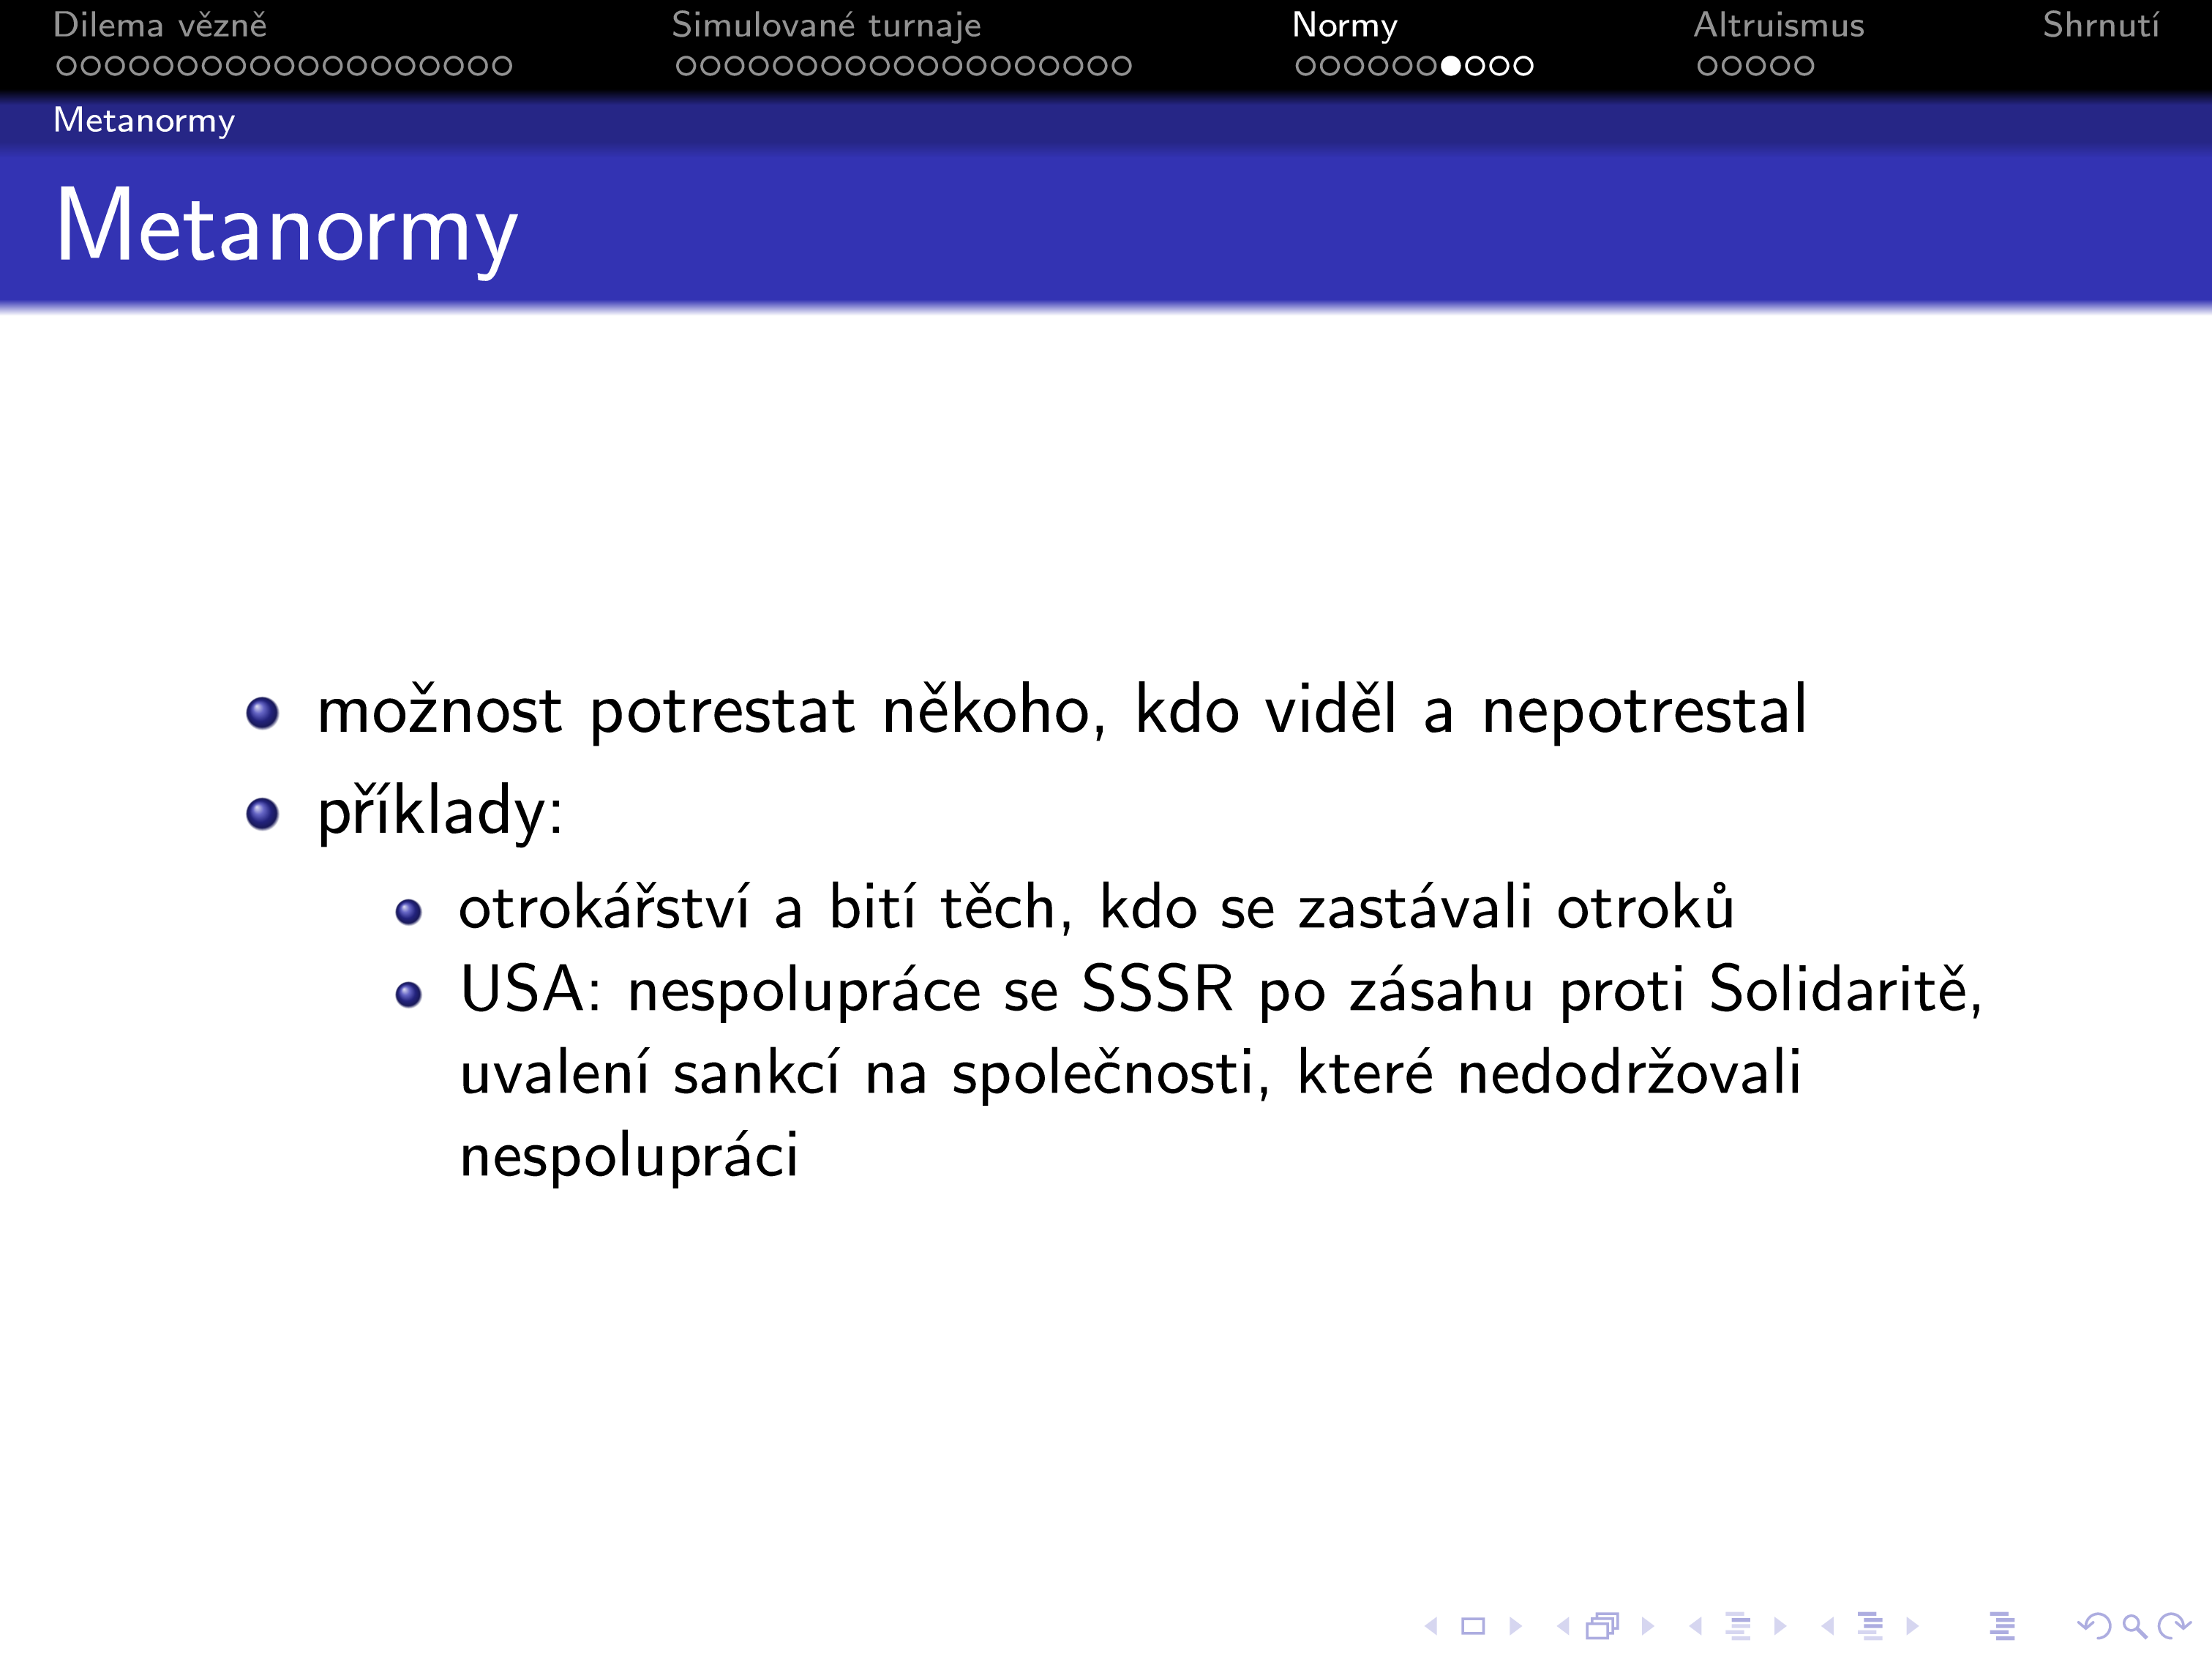 Dilema vězně Simulované turnaje Normy Altruismus Shrnutí
Metanormy
Metanormy
možnost potrestat někoho, kdo viděl a nepotrestal
příklady:
otrokářství a bití těch, kdo se zastávali otroků
USA: nespolupráce se SSSR po zásahu proti Solidaritě,
uvalení sankcí na společnosti, které nedodržovali
nespolupráci